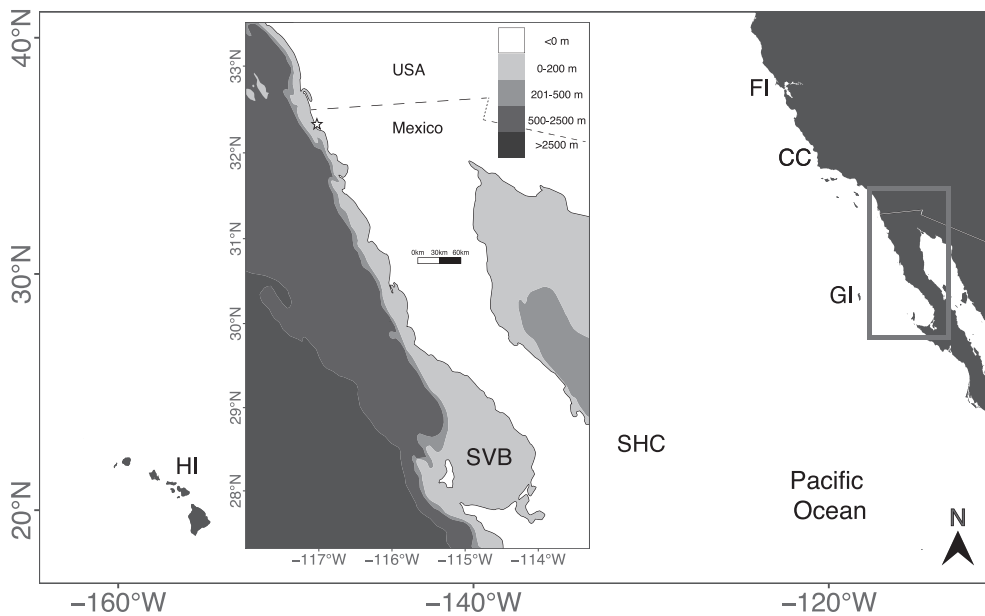 40°N
30°N
20°N
−160°W
−140°W
−120°W
33°N
32°N
31°N
30°N
29°N
28°N
−117°W
−116°W
−115°W
−114°W
USA
Mexico
<0 m
0-200 m
201-500 m
500-2500 m
>2500 m
0km 30km 60km
SVB
HI
FI
CC
GI
SHC
Pacific
Ocean
N